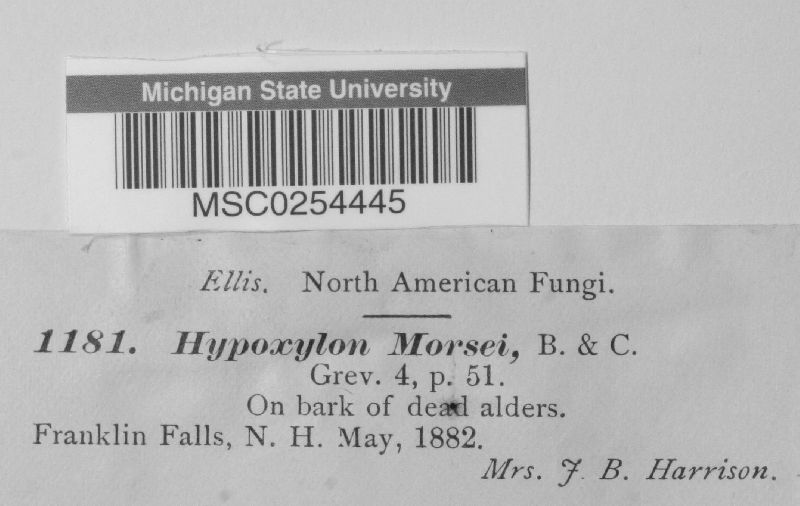 Michigan State University
MSC0254445
Ellis. North American Fungi.
1181. Hypoxylon Morsei, B. & C.
Grev. 4, p. 51.
On bark of dead alders.
Franklin Falls, N. H. May, 1882.
Mrs. J. B. Harrison.